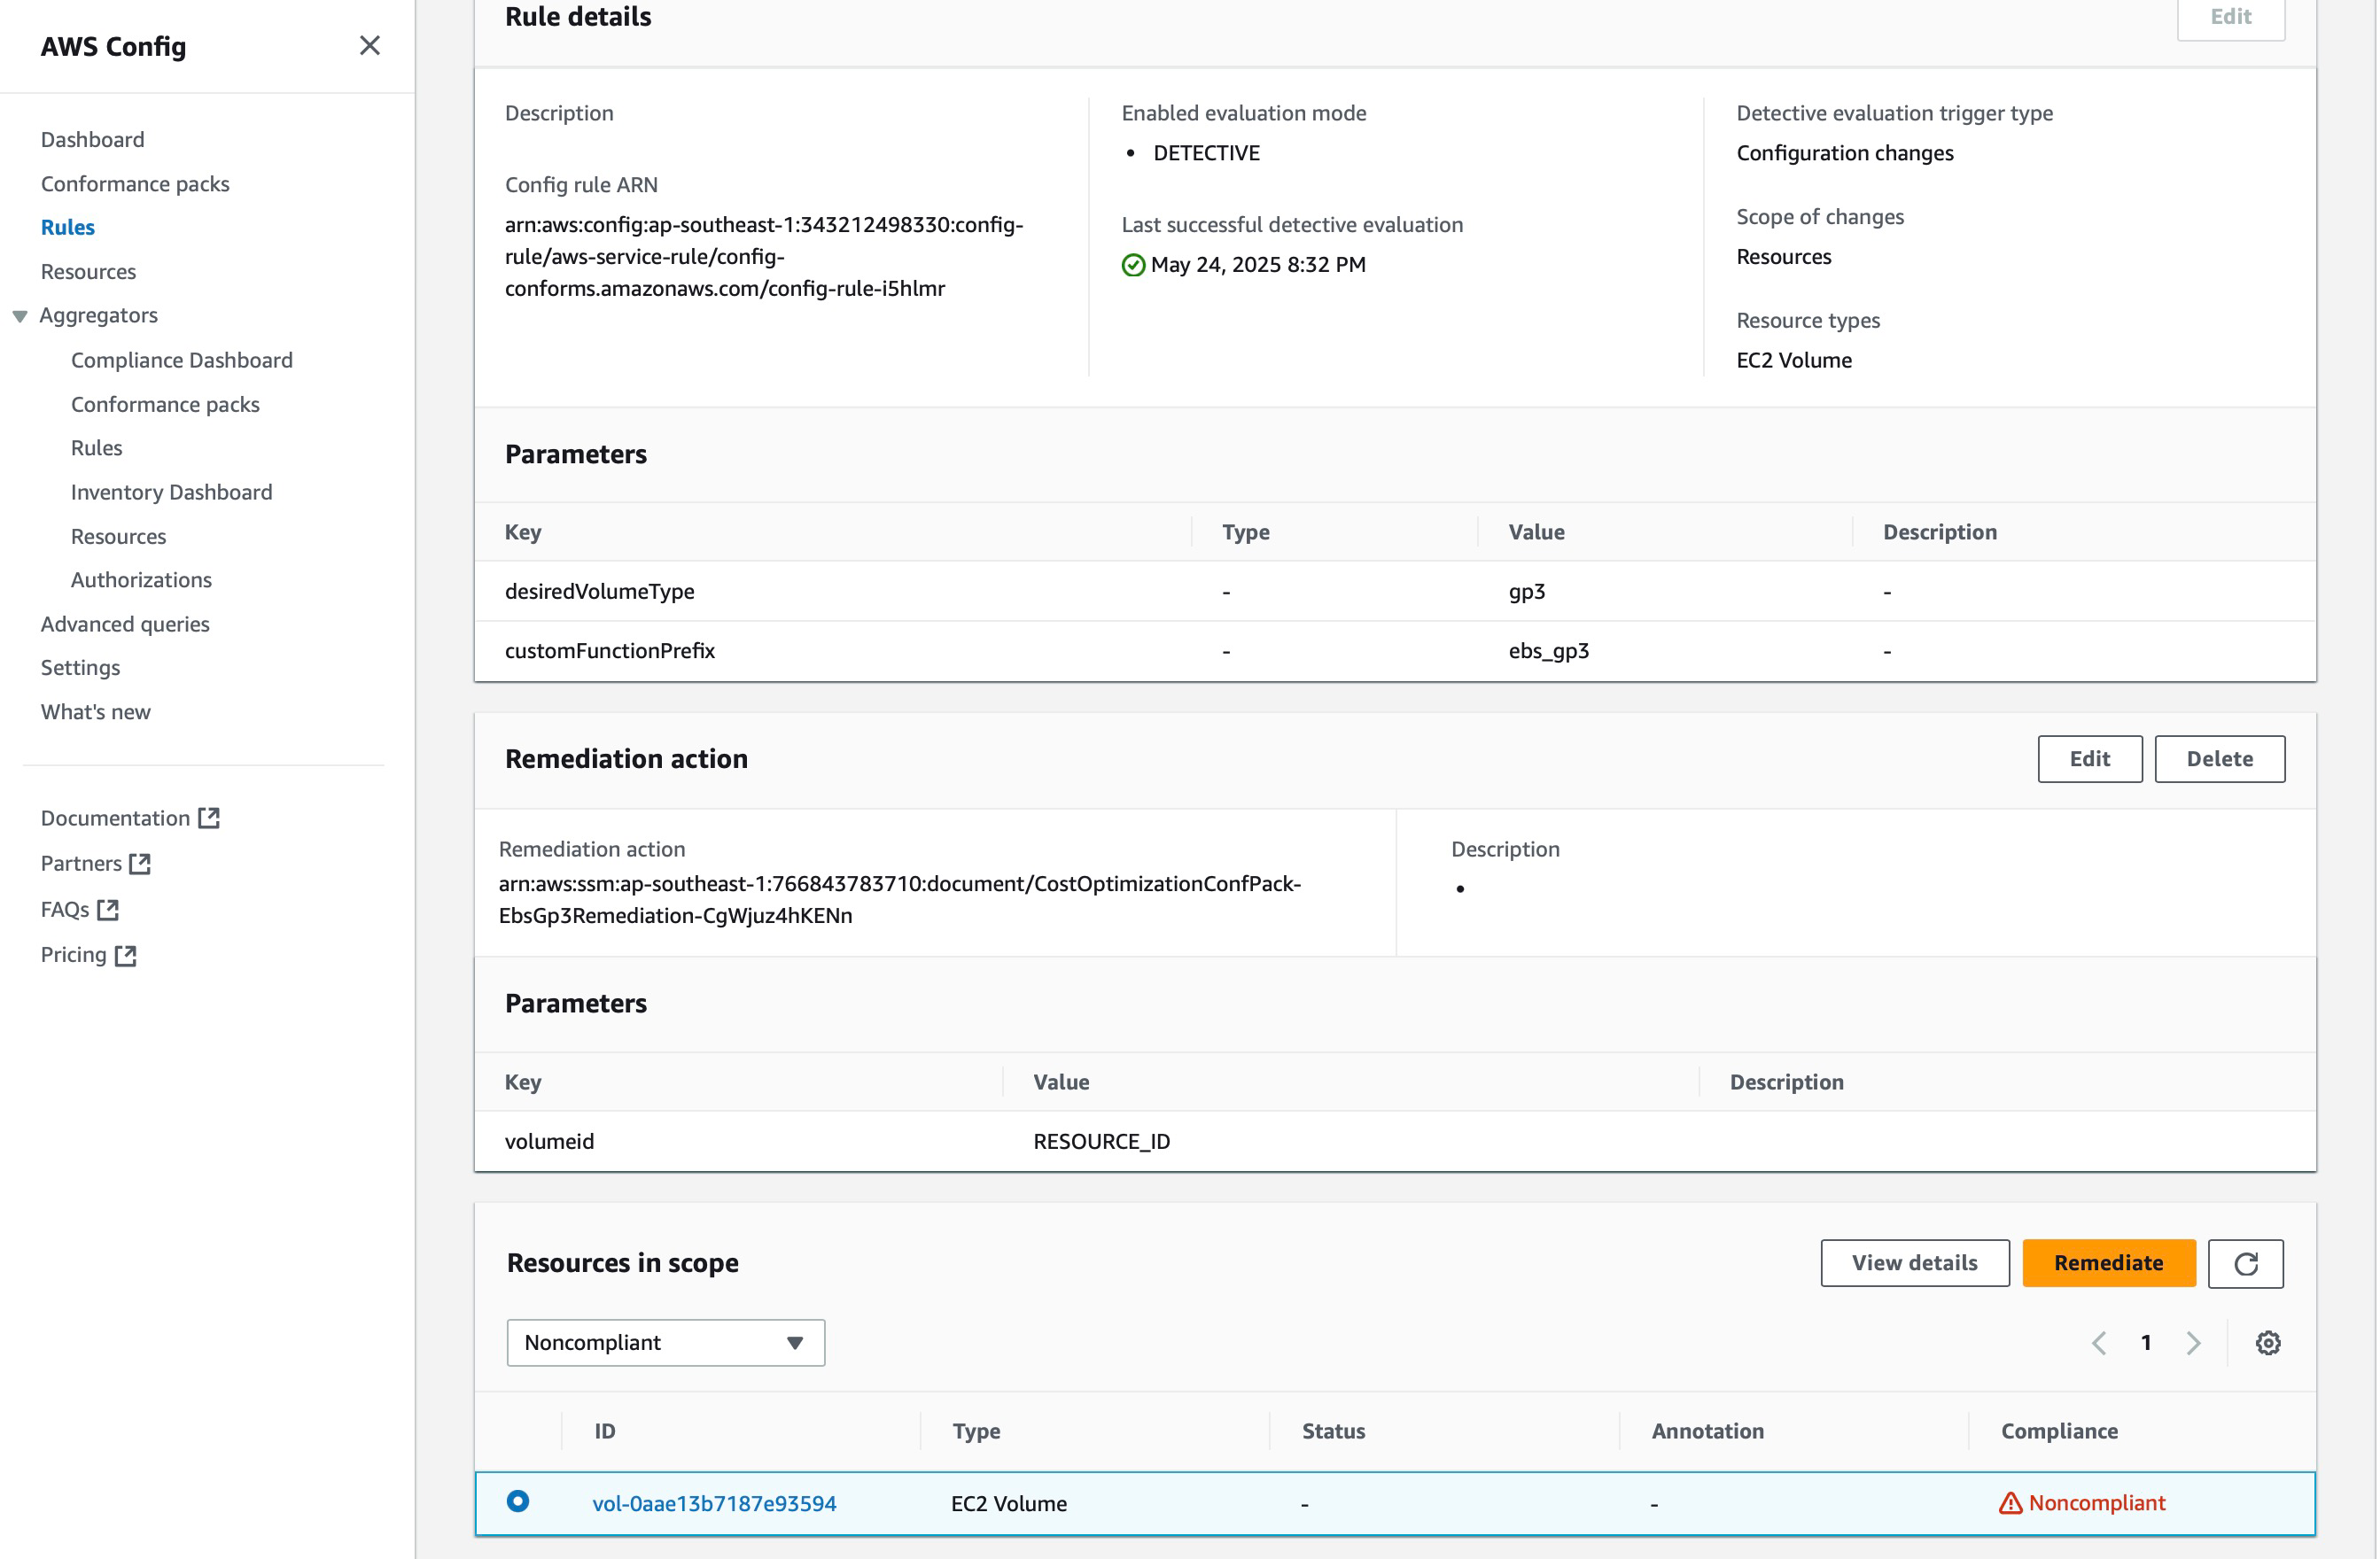 AWS Config
Dashboard
Conformance packs
Rules
Resources
Aggregators
Compliance Dashboard
Conformance packs
Rules
Inventory Dashboard
Resources
Authorizations
Advanced queries
Settings
What's new
Documentation
Partners
FAQs
Pricing
Rule details
Edit
Description
Config rule ARN
arn:aws:config:ap-southeast-1:343212498330:config-
rule/aws-service-rule/config-
conforms.amazonaws.com/config-rule-i5hlmr
Enabled evaluation mode
• DETECTIVE
Last successful detective evaluation
May 24, 2025 8:32 PM
Detective evaluation trigger type
Configuration changes
Scope of changes
Resources
Resource types
EC2 Volume
Parameters
Key Type Value Description
desiredVolumeType - gp3 -
customFunctionPrefix - ebs_gp3 -
Remediation action
Edit Delete
Remediation action
arn:aws:ssm:ap-southeast-1:766843783710:document/CostOptimizationConfPack-
EbsGp3Remediation-CgWjuz4hKENn
Description
•
Parameters
Key Value Description
volumeid RESOURCE_ID
Resources in scope
View details Remediate
Noncompliant
1
ID Type Status Annotation Compliance
vol-0aae13b7187e93594 EC2 Volume - - Noncompliant